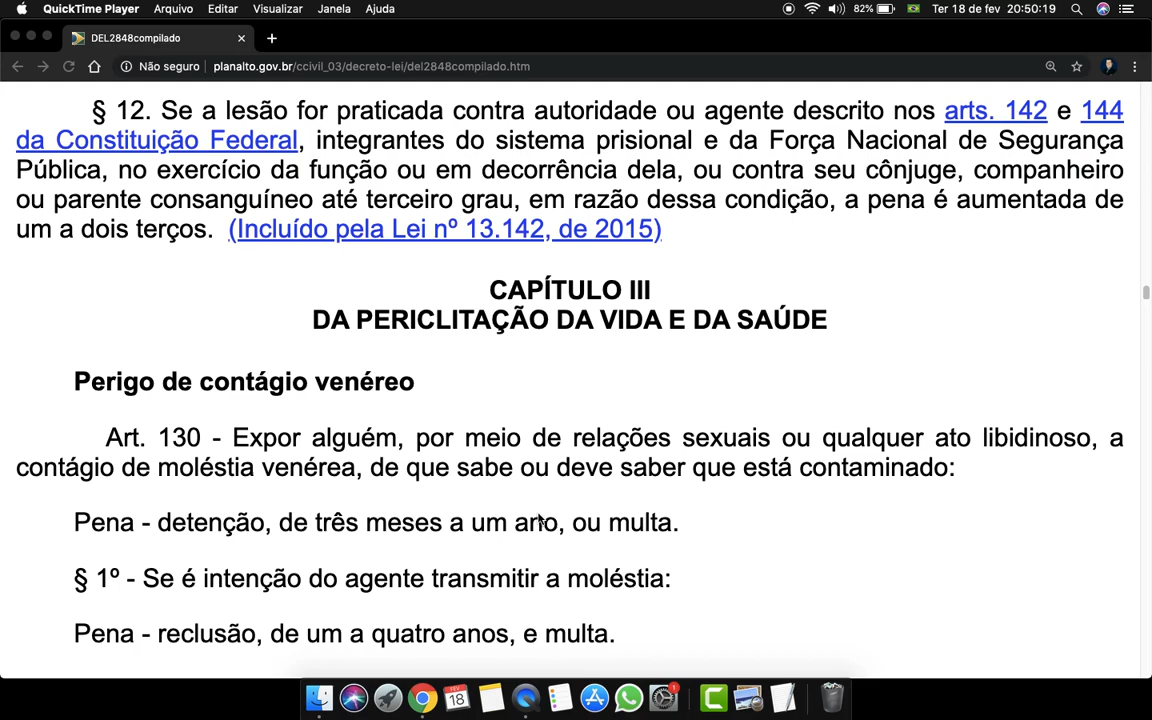 QuickTime Player Arquivo Editar Visualizar Janela Ajuda 82% Ter 18 de fev 20:50:19
DEL2848compilado
Não seguro planalto.gov.br/ccivil_03/decreto-lei/del2848compilado.htm
§ 12. Se a lesão for praticada contra autoridade ou agente descrito nos arts. 142 e 144
da Constituição Federal, integrantes do sistema prisional e da Força Nacional de Segurança
Pública, no exercício da função ou em decorrência dela, ou contra seu cônjuge, companheiro
ou parente consanguíneo até terceiro grau, em razão dessa condição, a pena é aumentada de
um a dois terços. (Incluído pela Lei nº 13.142, de 2015)
CAPÍTULO III
DA PERICLITAÇÃO DA VIDA E DA SAÚDE
Perigo de contágio venéreo
Art. 130 - Expor alguém, por meio de relações sexuais ou qualquer ato libidinoso, a
contágio de moléstia venérea, de que sabe ou deve saber que está contaminado:
Pena - detenção, de três meses a um ano, ou multa.
§ 1º - Se é intenção do agente transmitir a moléstia:
Pena - reclusão, de um a quatro anos, e multa.
FEV
18
1